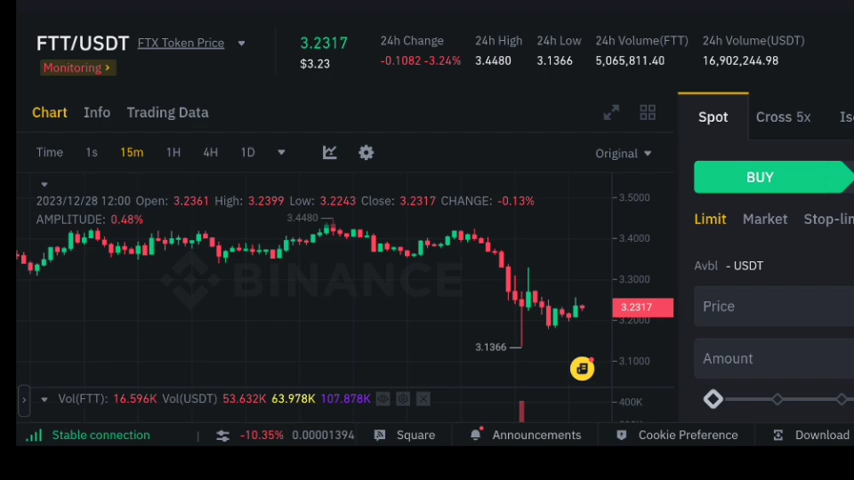 FTT/USDT FTX Token Price 3.2317 24h Change 24h High 24h Low 24h Volume(FTT) 24h Volume(USDT)
Monitoring > $3.23 -0.1082 -3.24% 3.4480 3.1366 5,065,811.40 16,902,244.98
Chart Info Trading Data Spot Cross 5x
Time 1s 15m 1H 4H 1D Original
BUY
2023/12/28 12:00 Open: 3.2361 High: 3.2399 Low: 3.2243 Close: 3.2317 CHANGE: -0.13% 3.5000
AMPLITUDE: 0.48% 3.4480 Limit Market Stop-lin
3.4000
Avbl - USDT
BINANCE 3.3000
3.2317 Price
3.2000
3.1366
3.1000 Amount
Vol(FTT): 16.596K Vol(USDT) 53.632K 63.978K 107.878K 400K
Stable connection -10.35% 0.00001394 Square Announcements Cookie Preference Download